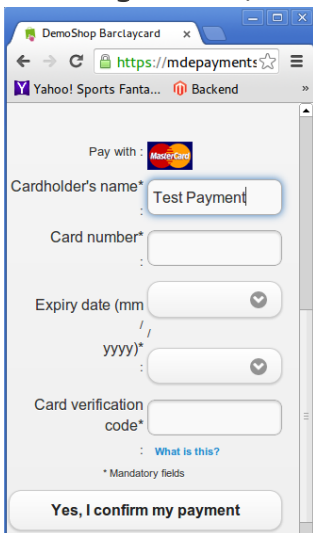 DemoShop Barclaycard
https://mdepayments
Yahoo! Sports Fanta... Backend »
Pay with : MasterCard
Cardholder's name*
:
Test Payment
Card number*
:
Expiry date (mm
/
yyyy)*
:
/
Card verification
code*
:
What is this?
* Mandatory fields
Yes, I confirm my payment